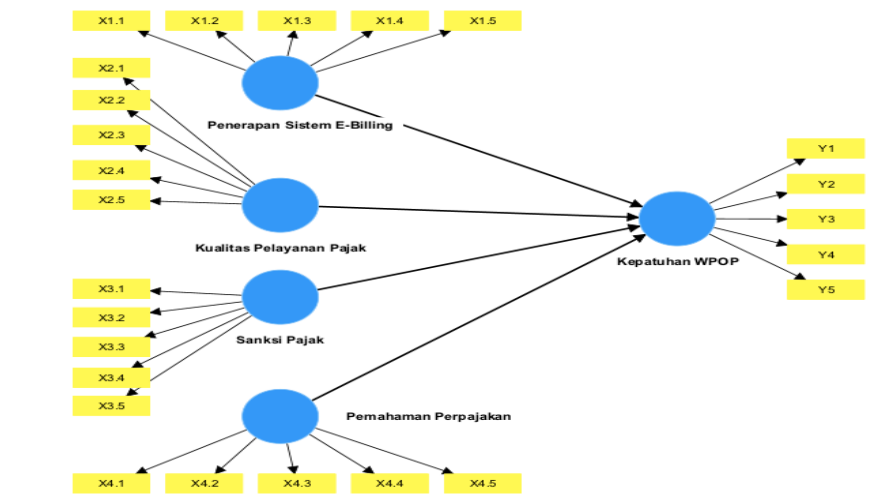 X1.1 X1.2 X1.3 X1.4 X1.5
X2.1
X2.2
X2.3
X2.4
X2.5
Penerapan Sistem E-Billing
Kualitas Pelayanan Pajak
X3.1
X3.2
X3.3
X3.4
X3.5
Sanksi Pajak
Pemahaman Perpajakan
X4.1 X4.2 X4.3 X4.4 X4.5
Kepatuhan WPOP
Y1
Y2
Y3
Y4
Y5